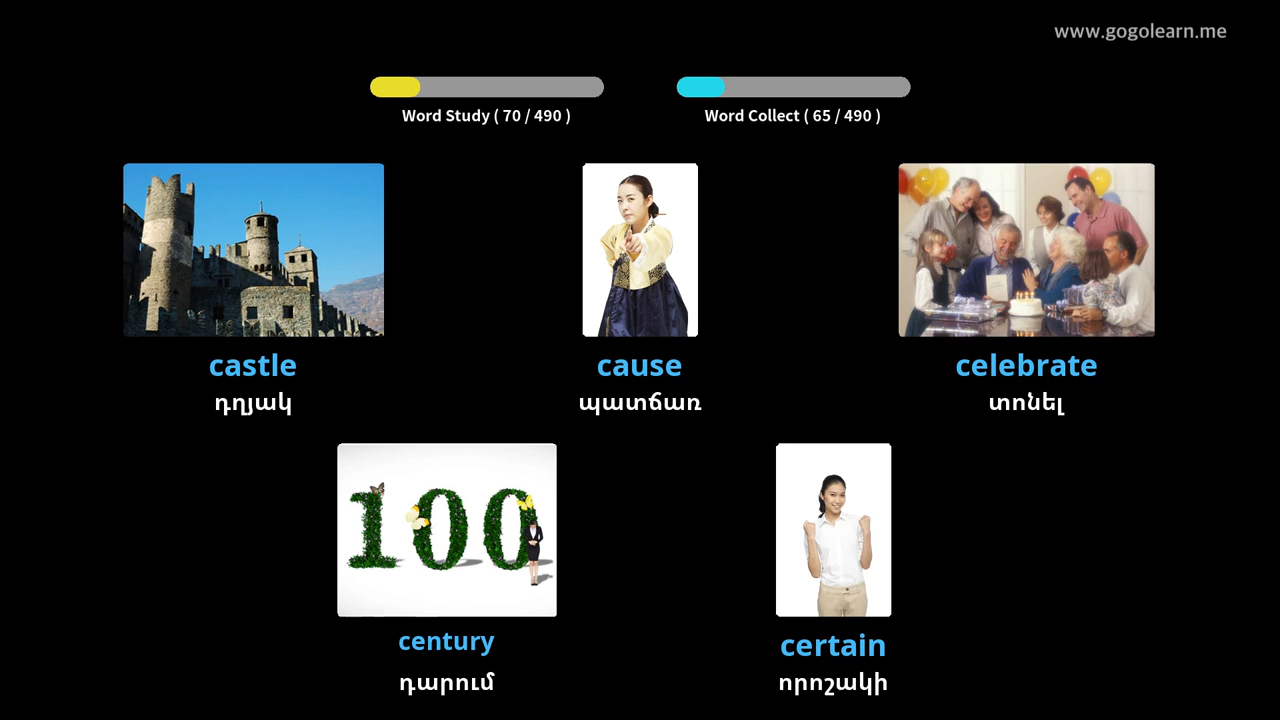 www.gogolearn.me
Word Study ( 70 / 490 )
Word Collect ( 65 / 490 )
castle
դղյակ
cause
պատճառ
celebrate
տոնել
100
century
դարում
certain
որոշակի